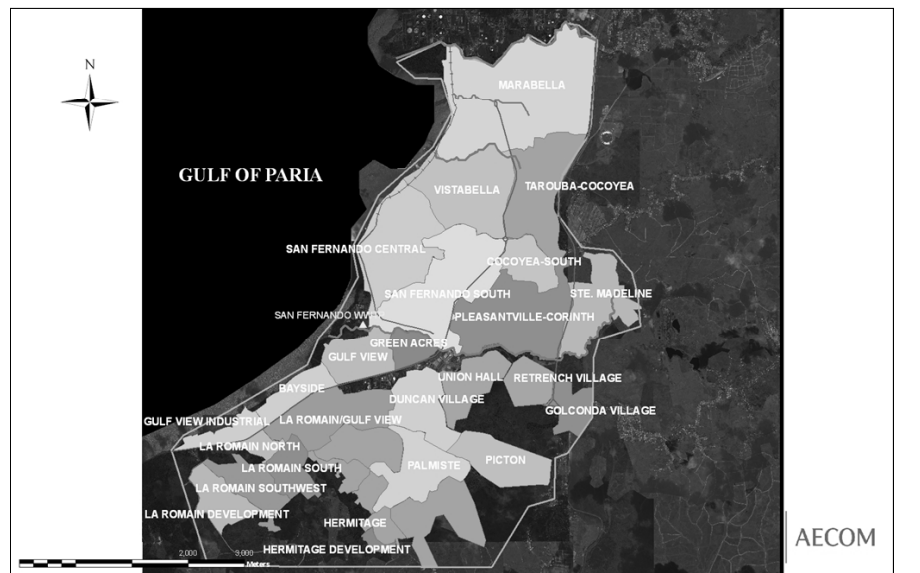 N
MARABELLA
GULF OF PARIA
VISTABELLA
TAROUBA-COCOYEA
SAN FERNANDO CENTRAL
COCOYEA-SOUTH
SAN FERNANDO SOUTH
STE. MADELINE
SAN FERNANDO
PLEASANTVILLE-CORINTH
GREEN ACRES
GULF VIEW
UNION HALL
RETRENCH VILLAGE
BAYSIDE
DUNCAN VILLAGE
GOLCONDA VILLAGE
GULF VIEW INDUSTRIAL
LA ROMAIN/GULF VIEW
LA ROMAIN NORTH
PICTON
LA ROMAIN SOUTH
PALMISTE
LA ROMAIN SOUTHWEST
LA ROMAIN DEVELOPMENT
HERMITAGE
AECOM
HERMITAGE DEVELOPMENT
2,000
3,000
Meters